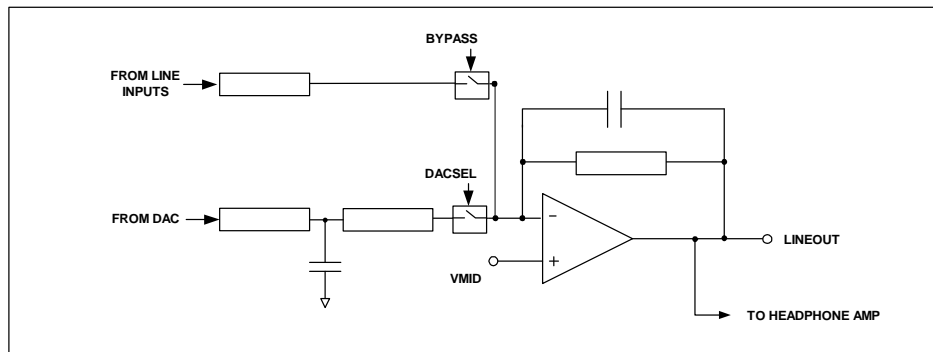 BYPASS
FROM LINE
INPUTS
DACSEL
FROM DAC
−
+
VMID
LINEOUT
TO HEADPHONE AMP